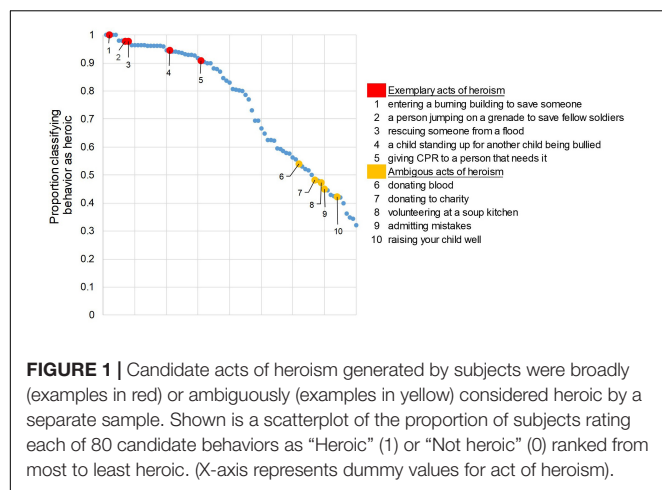 1
0.9
0.8
0.7
0.6
0.5
0.4
0.3
0.2
0.1
0
Proportion classifying
behavior as heroic
1
2
3
4
5
6
7
8
9
10
Exemplary acts of heroism
1 entering a burning building to save someone
2 a person jumping on a grenade to save fellow soldiers
3 rescuing someone from a flood
4 a child standing up for another child being bullied
5 giving CPR to a person that needs it
Ambigous acts of heroism
6 donating blood
7 donating to charity
8 volunteering at a soup kitchen
9 admitting mistakes
10 raising your child well
FIGURE 1 | Candidate acts of heroism generated by subjects were broadly
(examples in red) or ambiguously (examples in yellow) considered heroic by a
separate sample. Shown is a scatterplot of the proportion of subjects rating
each of 80 candidate behaviors as “Heroic” (1) or “Not heroic” (0) ranked from
most to least heroic. (X-axis represents dummy values for act of heroism).